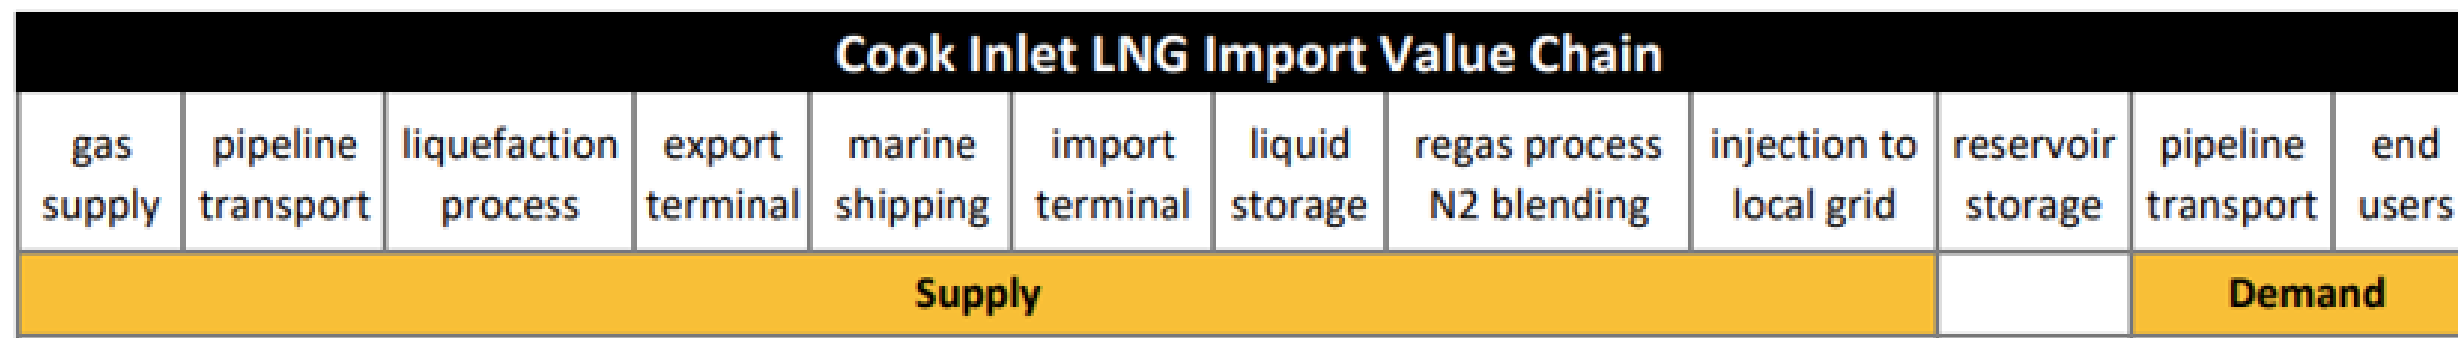 Cook Inlet LNG Import Value Chain
gas supply
pipeline transport
liquefaction process
export terminal
marine shipping
import terminal
liquid storage
regas process N2 blending
injection to local grid
reservoir storage
pipeline transport
end users
Supply
Demand